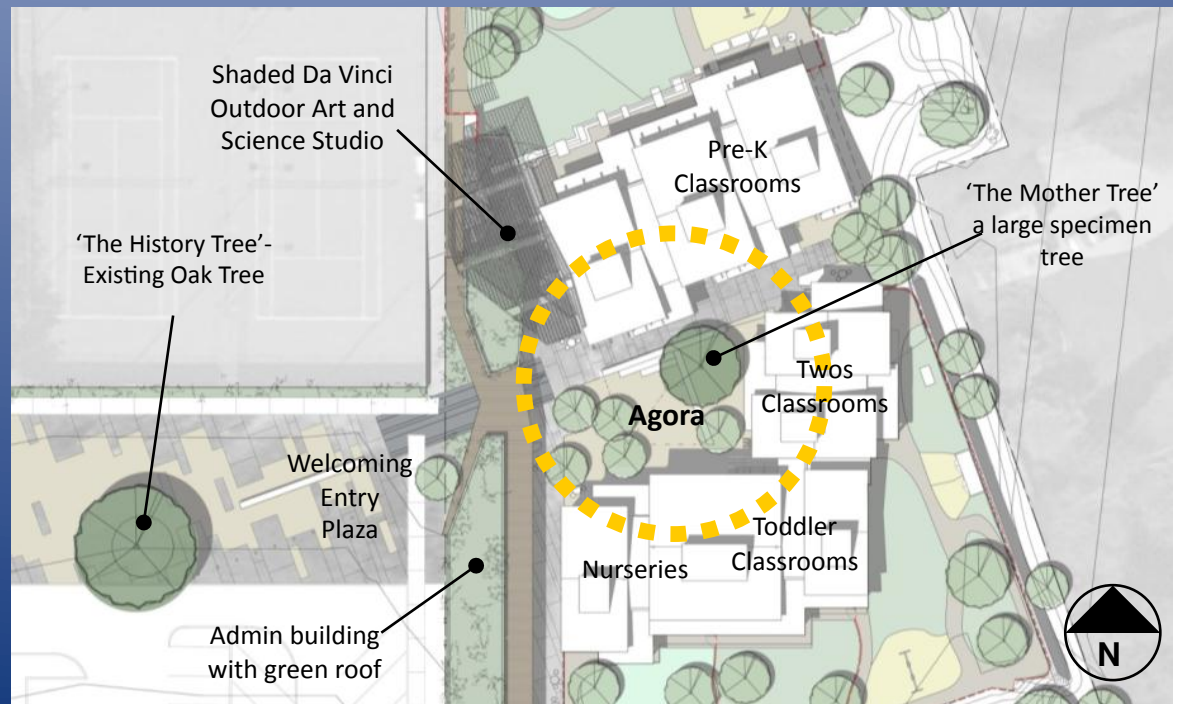 Shaded Da Vinci
Outdoor Art and
Science Studio
Pre-K
Classrooms
‘The Mother Tree’
a large specimen
tree
‘The History Tree’-
Existing Oak Tree
Twos
Classrooms
Agora
Welcoming
Entry
Plaza
Toddler
Classrooms
Nurseries
Admin building
with green roof
N